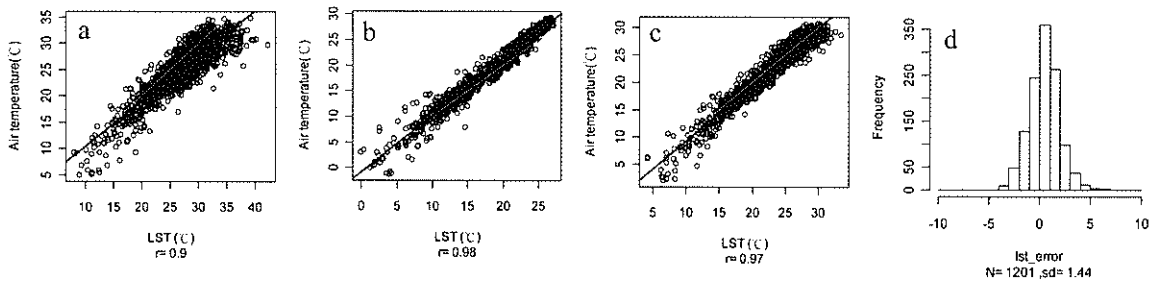 a
Air temperature(℃)
35
30
25
20
15
10
5
10 15 20 25 30 35 40
LST(℃)
r= 0.9
b
Air temperature(℃)
30
25
20
15
10
5
0
0 5 10 15 20 25
LST(℃)
r= 0.98
c
Air temperature(℃)
30
25
20
15
10
5
5 10 15 20 25 30
LST(℃)
r= 0.97
d
Frequency
350
250
150
50
0
-10 -5 0 5 10
lst_error
N= 1201 ,sd= 1.44